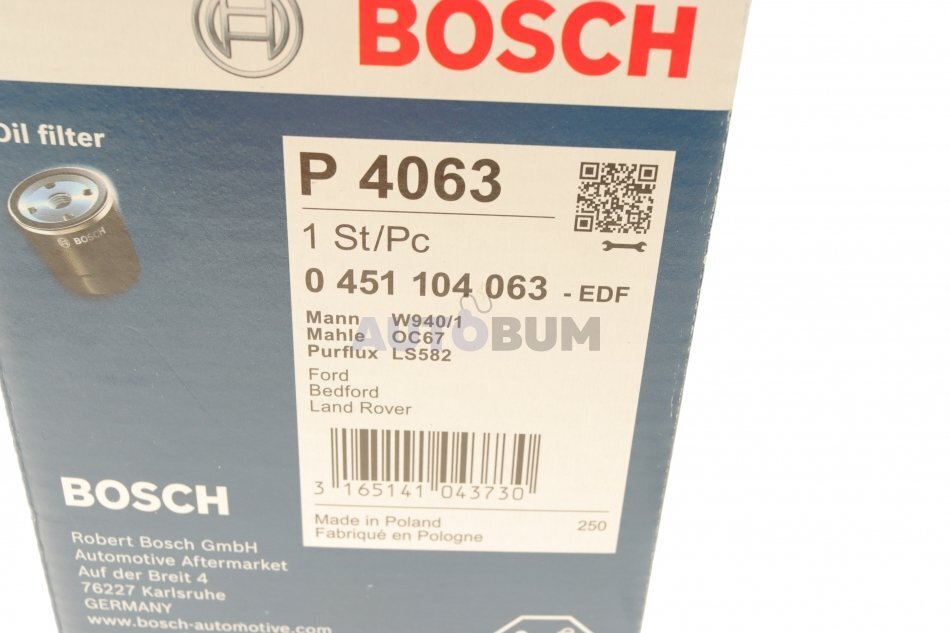 BOSCH
Oil filter
BOSCH
P 4063
1 St/Pc
0 451 104 063 - EDF
Mann W940/1
Mahle OC67
Purflux LS582
AUTOBUM
Ford
Bedford
Land Rover
3 165141 043730
Made in Poland 250
Fabriqué en Pologne
BOSCH
Robert Bosch GmbH
Automotive Aftermarket
Auf der Breit 4
76227 Karlsruhe
GERMANY
www.bosch-automotive.com